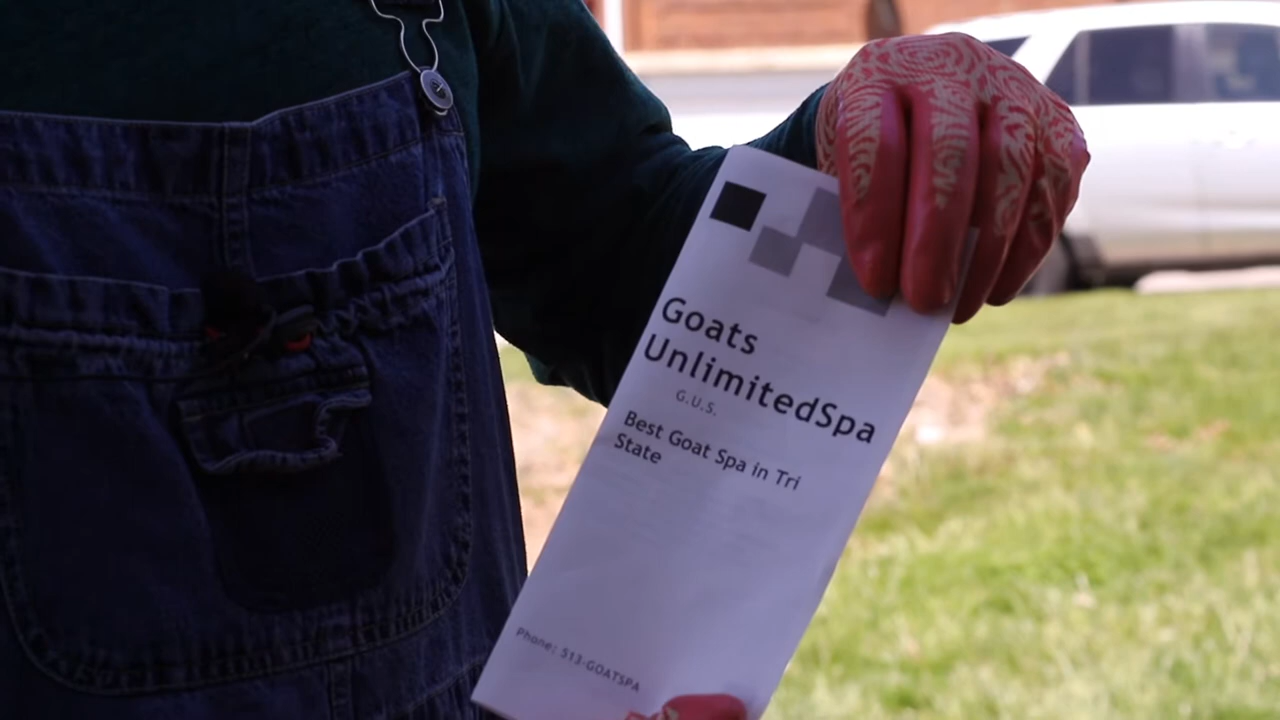 Goats
UnlimitedSpa
G.U.S.
Best Goat Spa in Tri
State
Phone: 513-GOATSPA